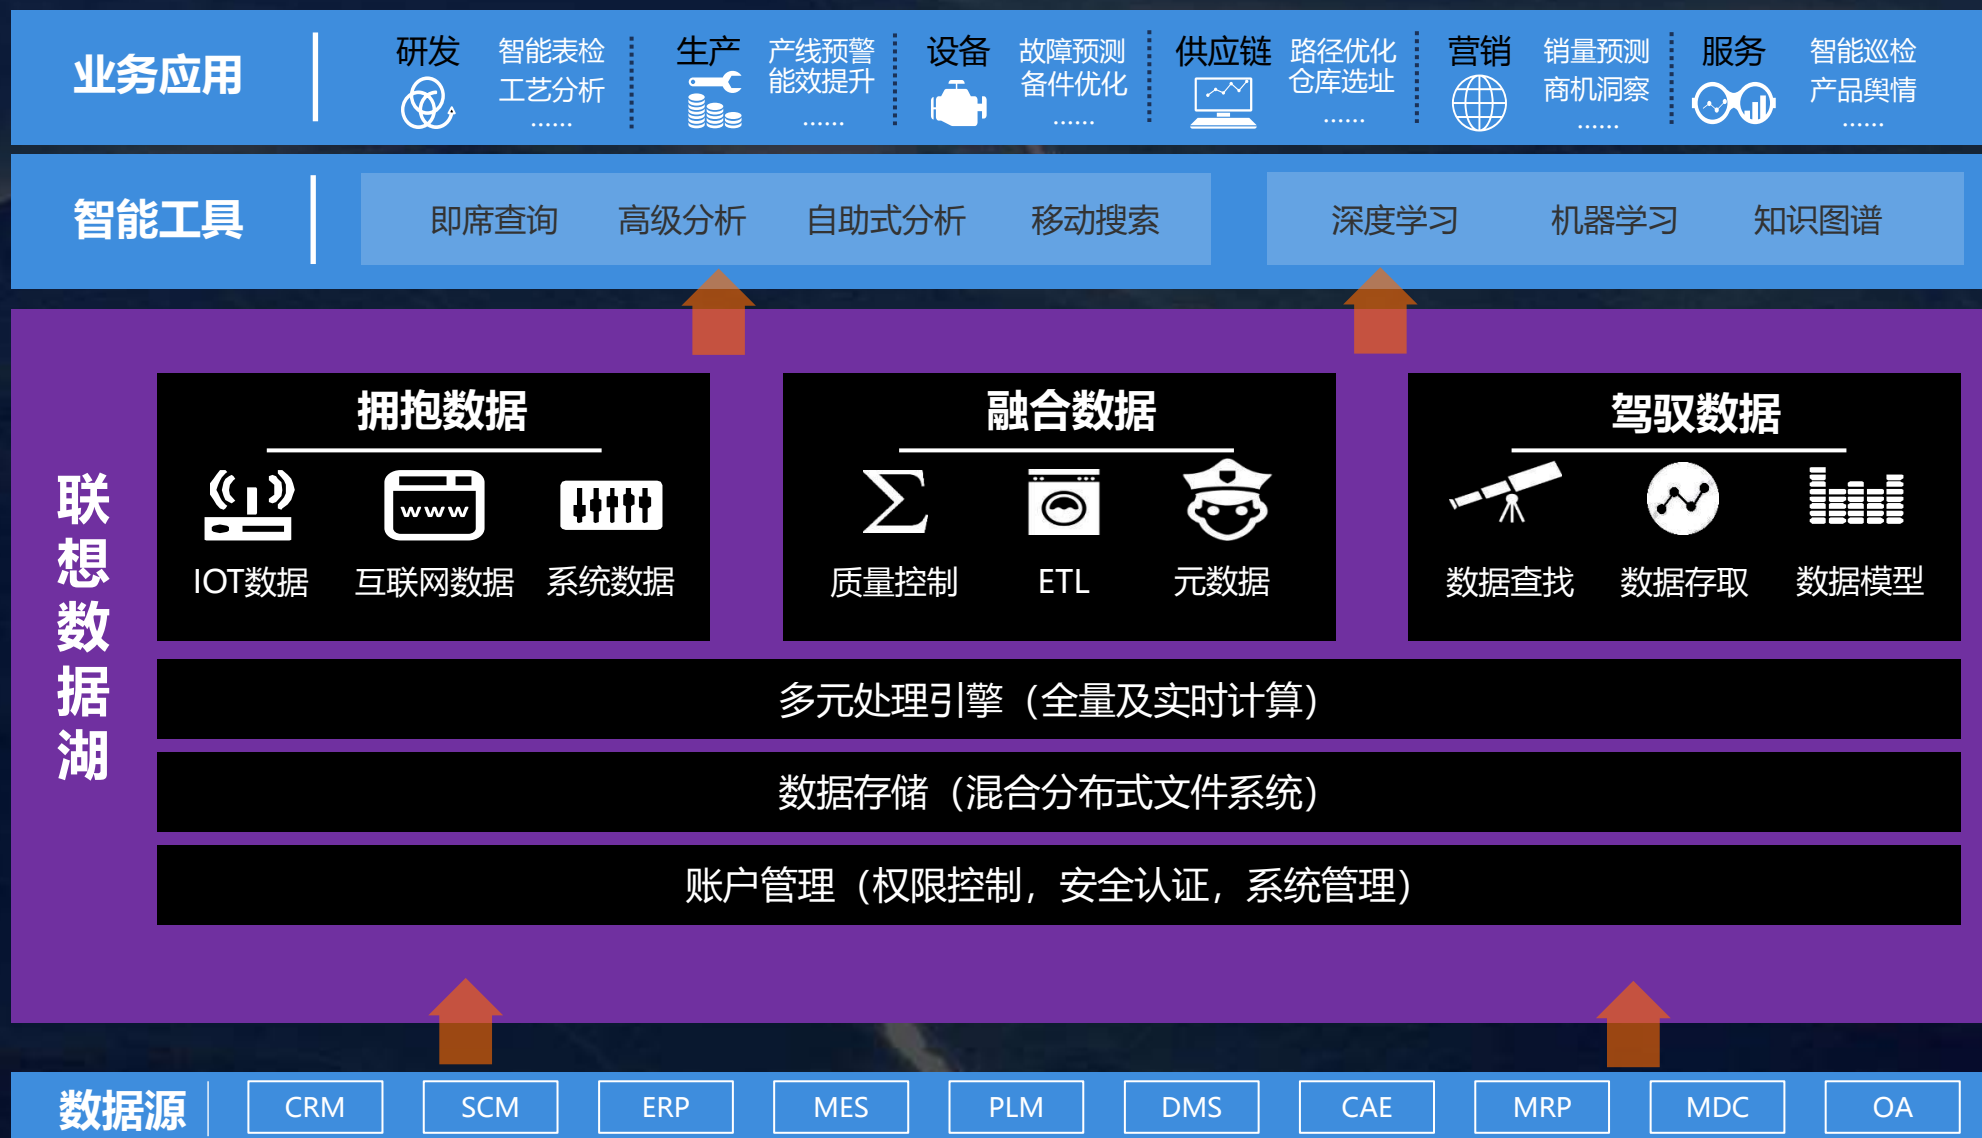 业务应用
研发
智能表检
工艺分析
......
生产
产线预警
能效提升
......
设备
故障预测
备件优化
......
供应链
路径优化
仓库选址
......
营销
销量预测
商机洞察
......
服务
智能巡检
产品舆情
......
智能工具
即席查询 高级分析 自助式分析 移动搜索
深度学习 机器学习 知识图谱
联想数据湖
拥抱数据
www
IOT数据 互联网数据 系统数据
融合数据
Σ
质量控制 ETL 元数据
驾驭数据
数据查找 数据存取 数据模型
多元处理引擎（全量及实时计算）
数据存储（混合分布式文件系统）
账户管理（权限控制，安全认证，系统管理）
数据源
CRM SCM ERP MES PLM DMS CAE MRP MDC OA